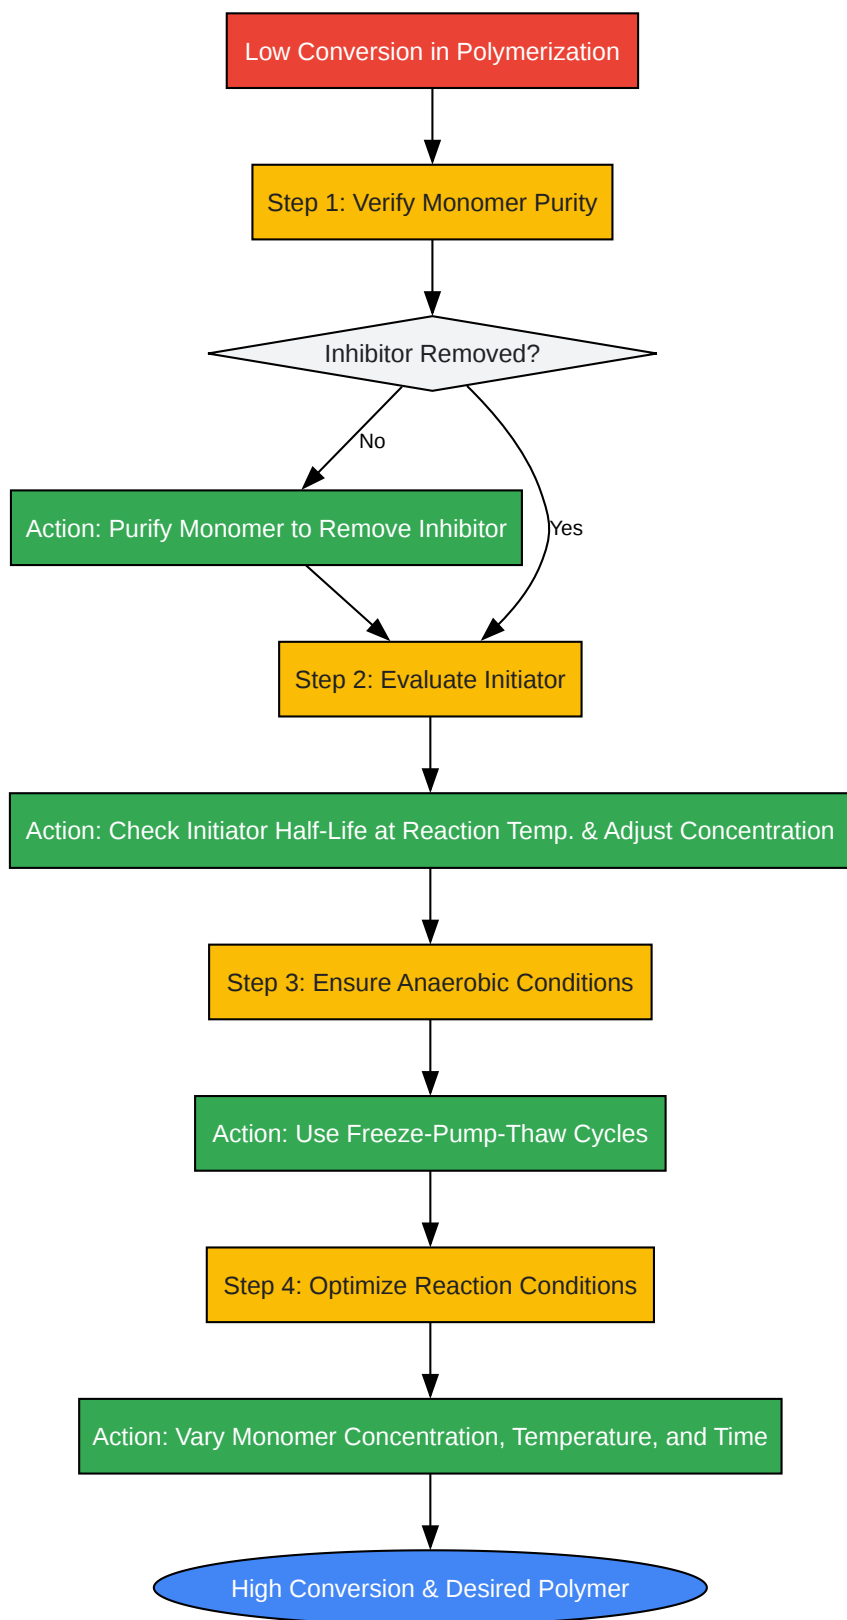 Low Conversion in Polymerization
Step 1: Verify Monomer Purity
Inhibitor Removed?
No
Action: Purify Monomer to Remove Inhibitor
Yes
Step 2: Evaluate Initiator
Action: Check Initiator Half-Life at Reaction Temp. & Adjust Concentration
Step 3: Ensure Anaerobic Conditions
Action: Use Freeze-Pump-Thaw Cycles
Step 4: Optimize Reaction Conditions
Action: Vary Monomer Concentration, Temperature, and Time
High Conversion & Desired Polymer